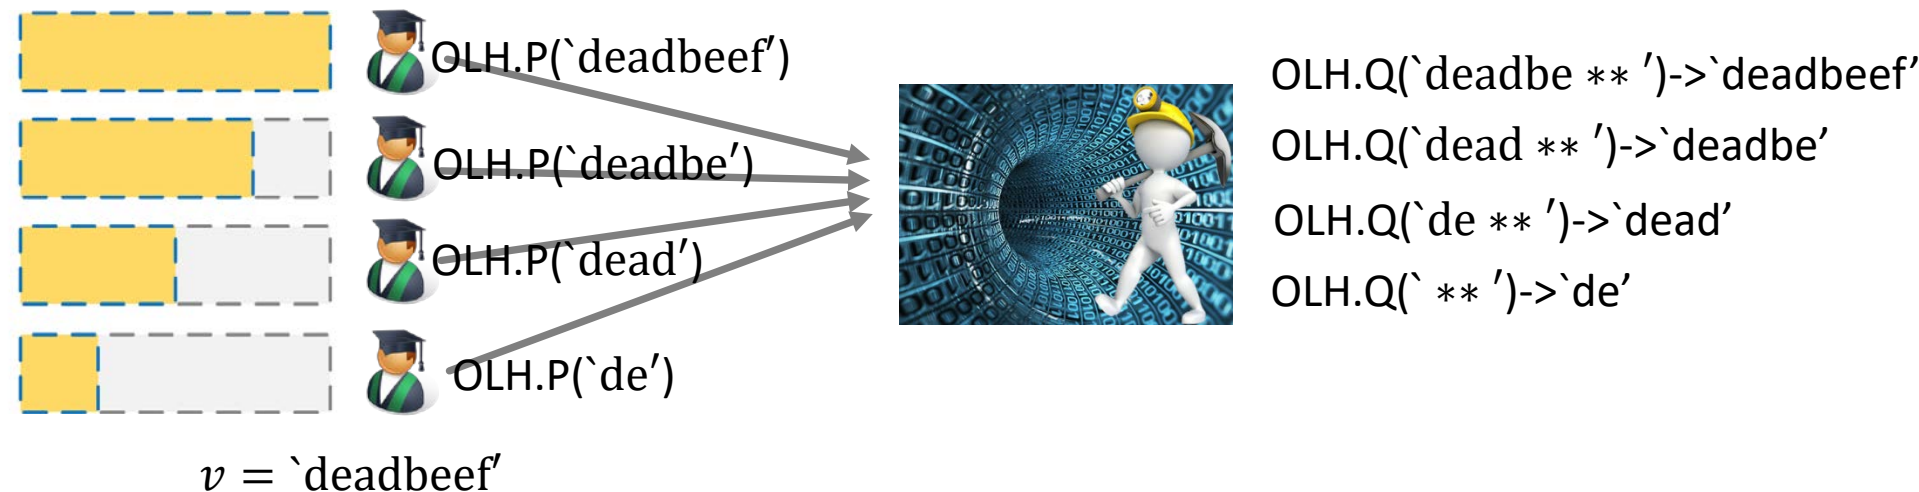 OLH.P(`deadbeef′)
OLH.P(`deadbe′)
OLH.P(`dead′)
OLH.P(`de′)
v = `deadbeef′
OLH.Q(`deadbe ∗∗ ′)->`deadbeef’
OLH.Q(`dead ∗∗ ′)->`deadbe’
OLH.Q(`de ∗∗ ′)->`dead’
OLH.Q(` ∗∗ ′)->`de’